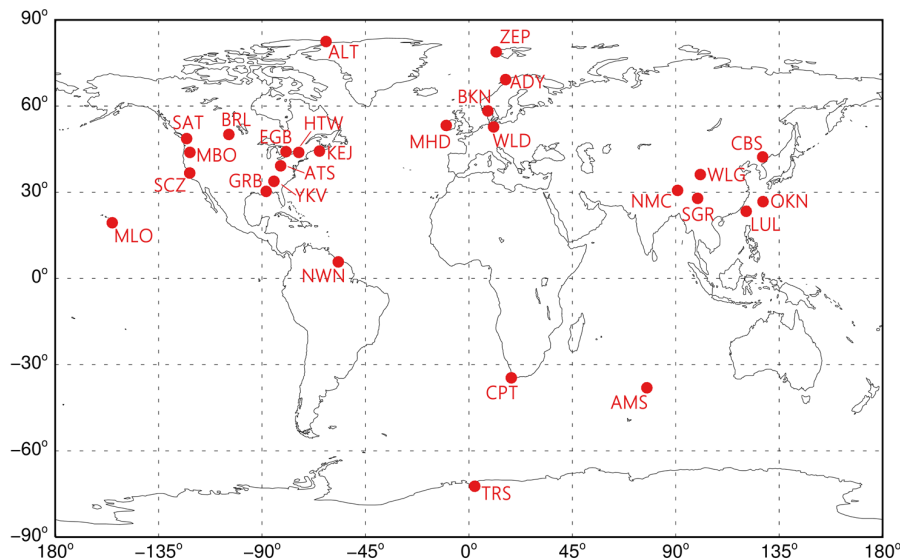 90°
ZEP
ALT
ADY
60°
BKN
SAT
BRL
EGB
HTW
MHD
WLD
CBS
MBO
KEJ
SCZ
GRB
ATS
YKV
WLG
30°
NMC
SGR
OKN
LUL
MLO
NWN
0°
−30°
CPT
AMS
−60°
TRS
−90°
180° −135° −90° −45° 0° 45° 90° 135° 180°